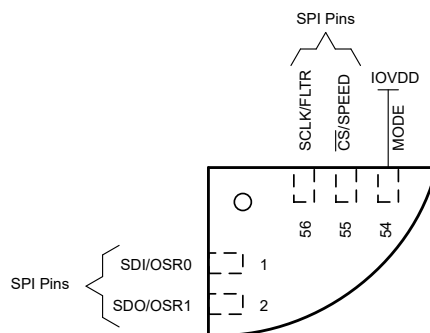 SPI Pins
SCLK/FLTR
CS/SPEED
IOVDD
MODE
56
55
54
SPI Pins
SDI/OSR0
1
SDO/OSR1
2